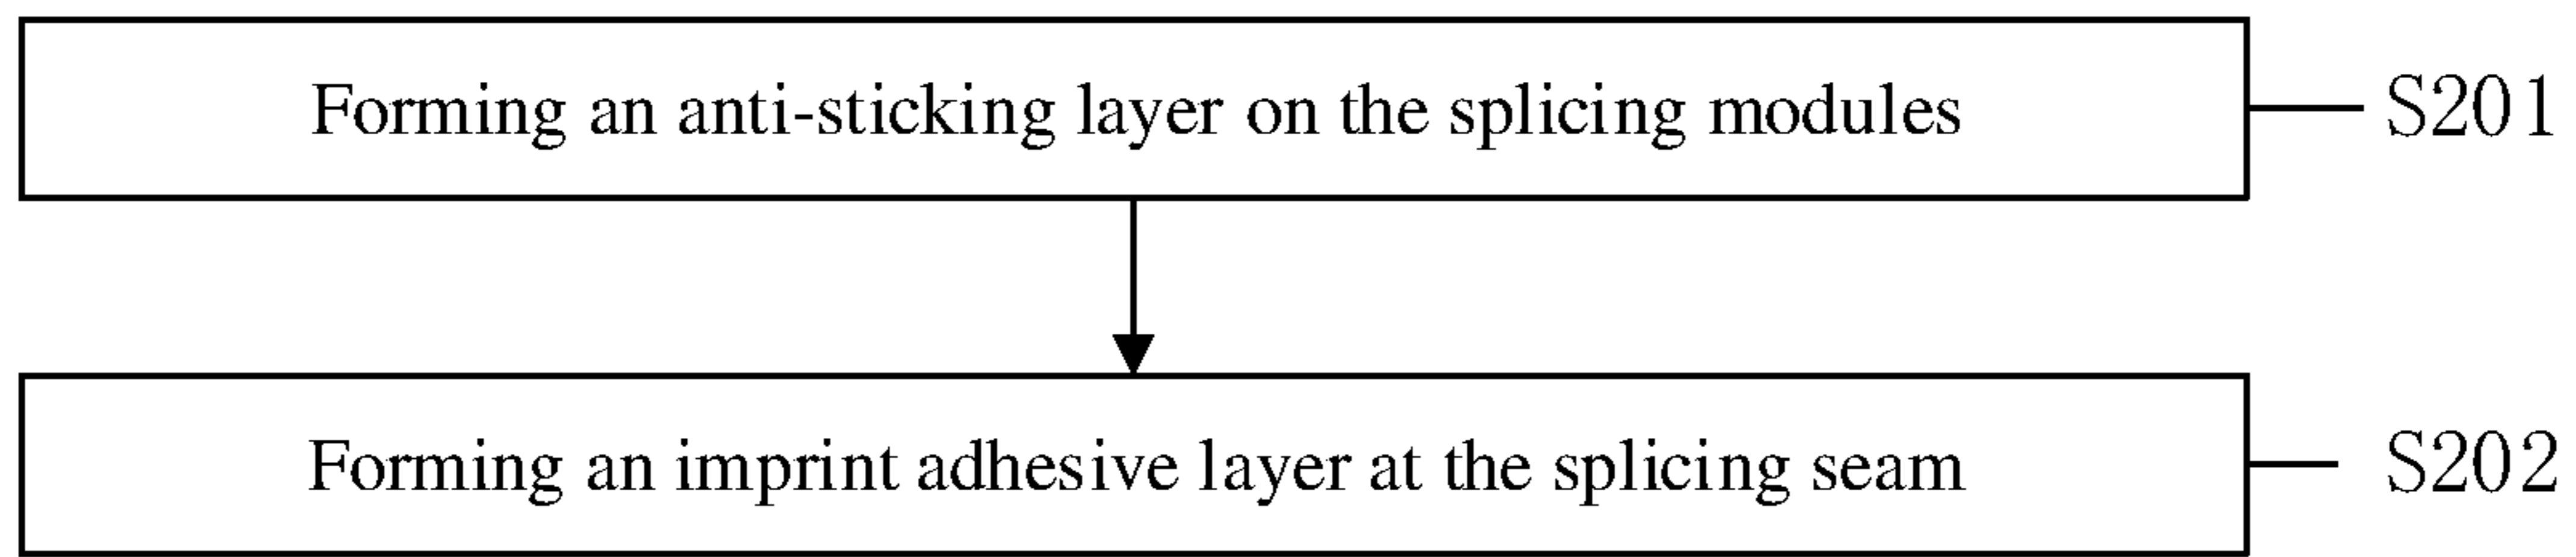 Forming an anti-sticking layer on the splicing modules
S201
Forming an imprint adhesive layer at the splicing seam
S202